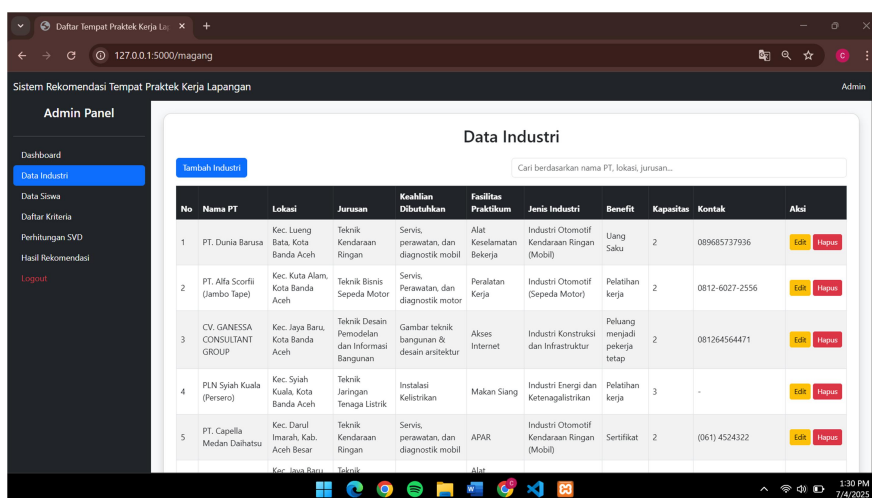 Daftar Tempat Praktek Kerja La
127.0.0.1:5000/magang
Sistem Rekomendasi Tempat Praktek Kerja Lapangan
Admin
Admin Panel
Dashboard
Data Industri
Data Siswa
Daftar Kriteria
Perhitungan SVD
Hasil Rekomendasi
Logout
Data Industri
Tambah Industri
Cari berdasarkan nama PT, lokasi, jurusan...
No Nama PT Lokasi Jurusan Keahlian Dibutuhkan Fasilitas Praktikum Jenis Industri Benefit Kapasitas Kontak Aksi
1 PT. Dunia Barusa Kec. Lueng Bata, Kota Banda Aceh Teknik Kendaraan Ringan Servis, perawatan, dan diagnostik mobil Alat Keselamatan Bekerja Industri Otomotif Kendaraan Ringan (Mobil) Uang Saku 2 089685737936 Edit Hapus
2 PT. Alfa Scorfii (Jambo Tape) Kec. Kuta Alam, Kota Banda Aceh Teknik Bisnis Sepeda Motor Servis, Perawatan, dan diagnostik motor Peralatan Kerja Industri Otomotif (Sepeda Motor) Pelatihan kerja 2 0812-6027-2556 Edit Hapus
3 CV. GANESSA CONSULTANT GROUP Kec. Jaya Baru, Kota Banda Aceh Teknik Desain Pemodelan dan Informasi Bangunan Gambar teknik bangunan & desain arsitektur Akses Internet Industri Konstruksi dan Infrastruktur Peluang menjadi pekerja tetap 2 081264564471 Edit Hapus
4 PLN Syiah Kuala (Persero) Kec. Syiah Kuala, Kota Banda Aceh Teknik Jaringan Tenaga Listrik Instalasi Kelistrikan Makan Siang Industri Energi dan Ketenagalistrikan Pelatihan kerja 3 - Edit Hapus
5 PT. Capella Medan Daihatsu Kec. Darul Imarah, Kab. Aceh Besar Teknik Kendaraan Ringan Servis, perawatan, dan diagnostik mobil APAR Industri Otomotif Kendaraan Ringan (Mobil) Sertifikat 2 (061) 4524322 Edit Hapus
Kec. Jaya Baru Teknik Alat
1:30 PM
7/4/2025